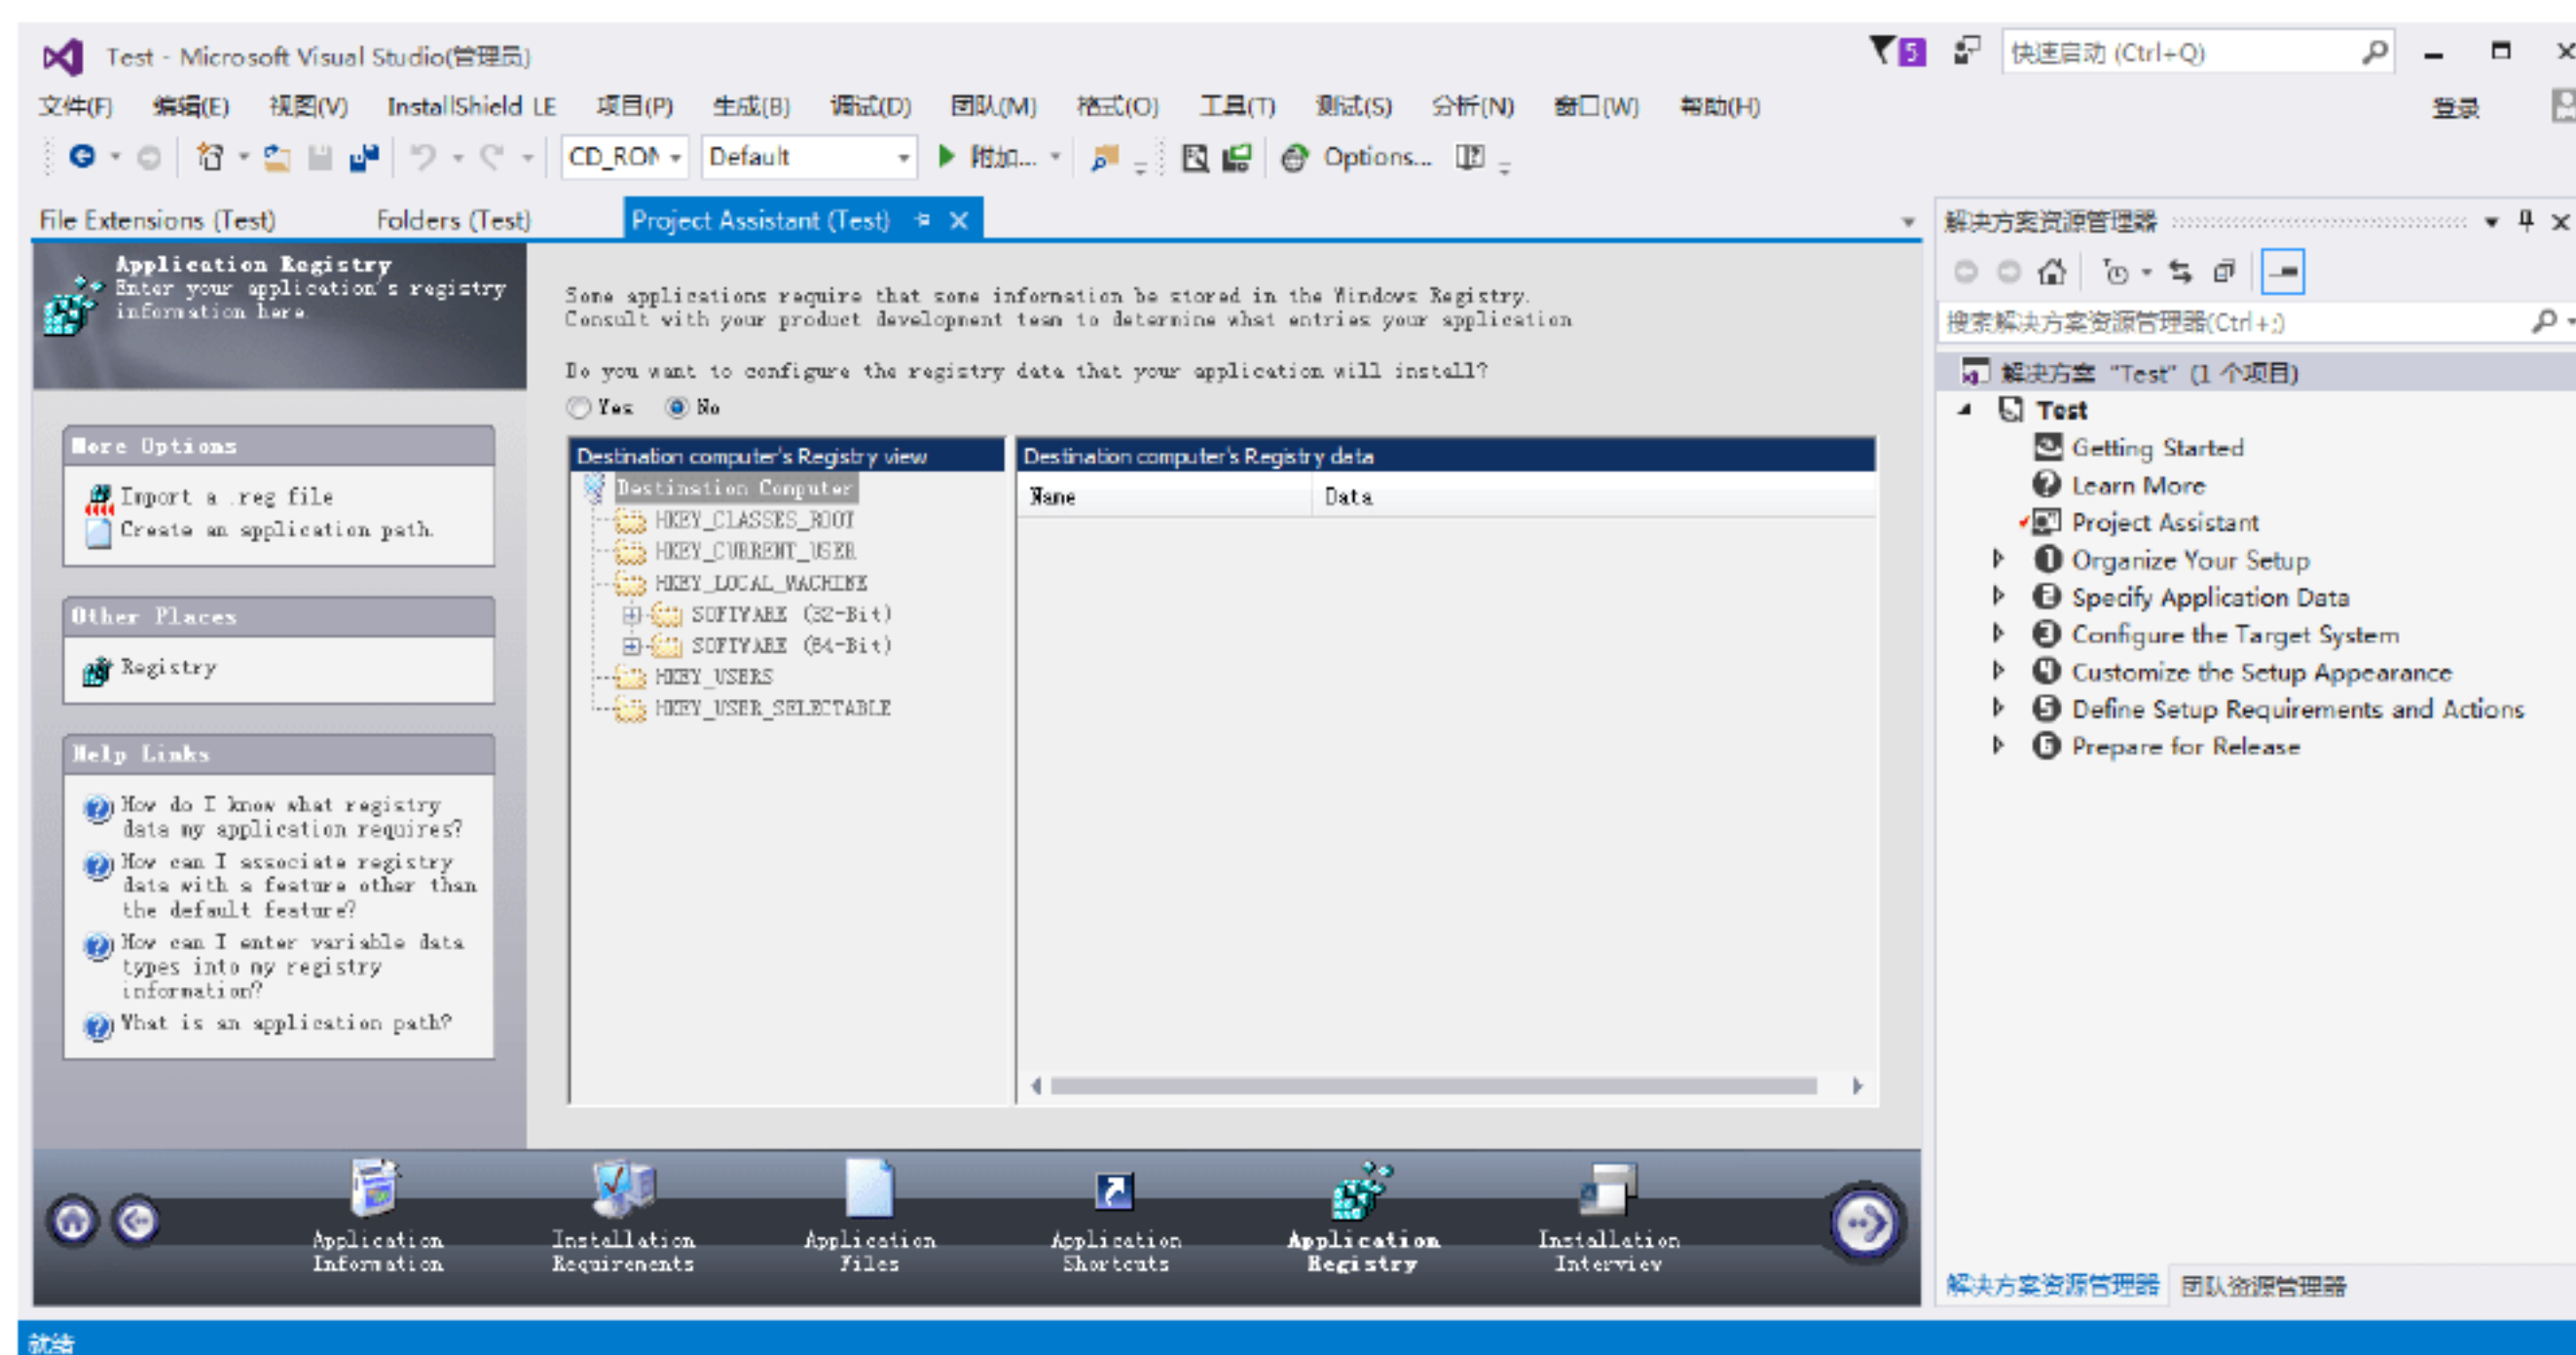 Test - Microsoft Visual Studio(管理员)
5
快速启动 (Ctrl+Q)
文件(F) 编辑(E) 视图(V) InstallShield LE 项目(P) 生成(B) 调试(D) 团队(M) 格式(O) 工具(T) 测试(S) 分析(N) 窗口(W) 帮助(H)
登录
CD_ROM Default 附加... Options...
File Extensions (Test) Folders (Test) Project Assistant (Test)
Application Registry
Enter your application's registry
information here.
More Options
Import a .reg file
Create an application path.
Other Places
Registry
Help Links
How do I know what registry
data my application requires?
How can I associate registry
data with a feature other than
the default feature?
How can I enter variable data
types into my registry
information?
What is an application path?
Some applications require that some information be stored in the Windows Registry.
Consult with your product development team to determine what entries your application
Do you want to configure the registry data that your application will install?
Yes No
Destination computer's Registry view
Destination Computer
HKEY_CLASSES_ROOT
HKEY_CURRENT_USER
HKEY_LOCAL_MACHINE
SOFTWARE (32-Bit)
SOFTWARE (64-Bit)
HKEY_USERS
HKEY_USER_SELECTABLE
Destination computer's Registry data
Name Data
Application
Information
Installation
Requirements
Application
Files
Application
Shortcuts
Application
Registry
Installation
Interview
解决方案资源管理器
搜索解决方案资源管理器(Ctrl+;)
解决方案 "Test" (1 个项目)
Test
Getting Started
Learn More
Project Assistant
1 Organize Your Setup
2 Specify Application Data
3 Configure the Target System
4 Customize the Setup Appearance
5 Define Setup Requirements and Actions
6 Prepare for Release
解决方案资源管理器 团队资源管理器
就绪